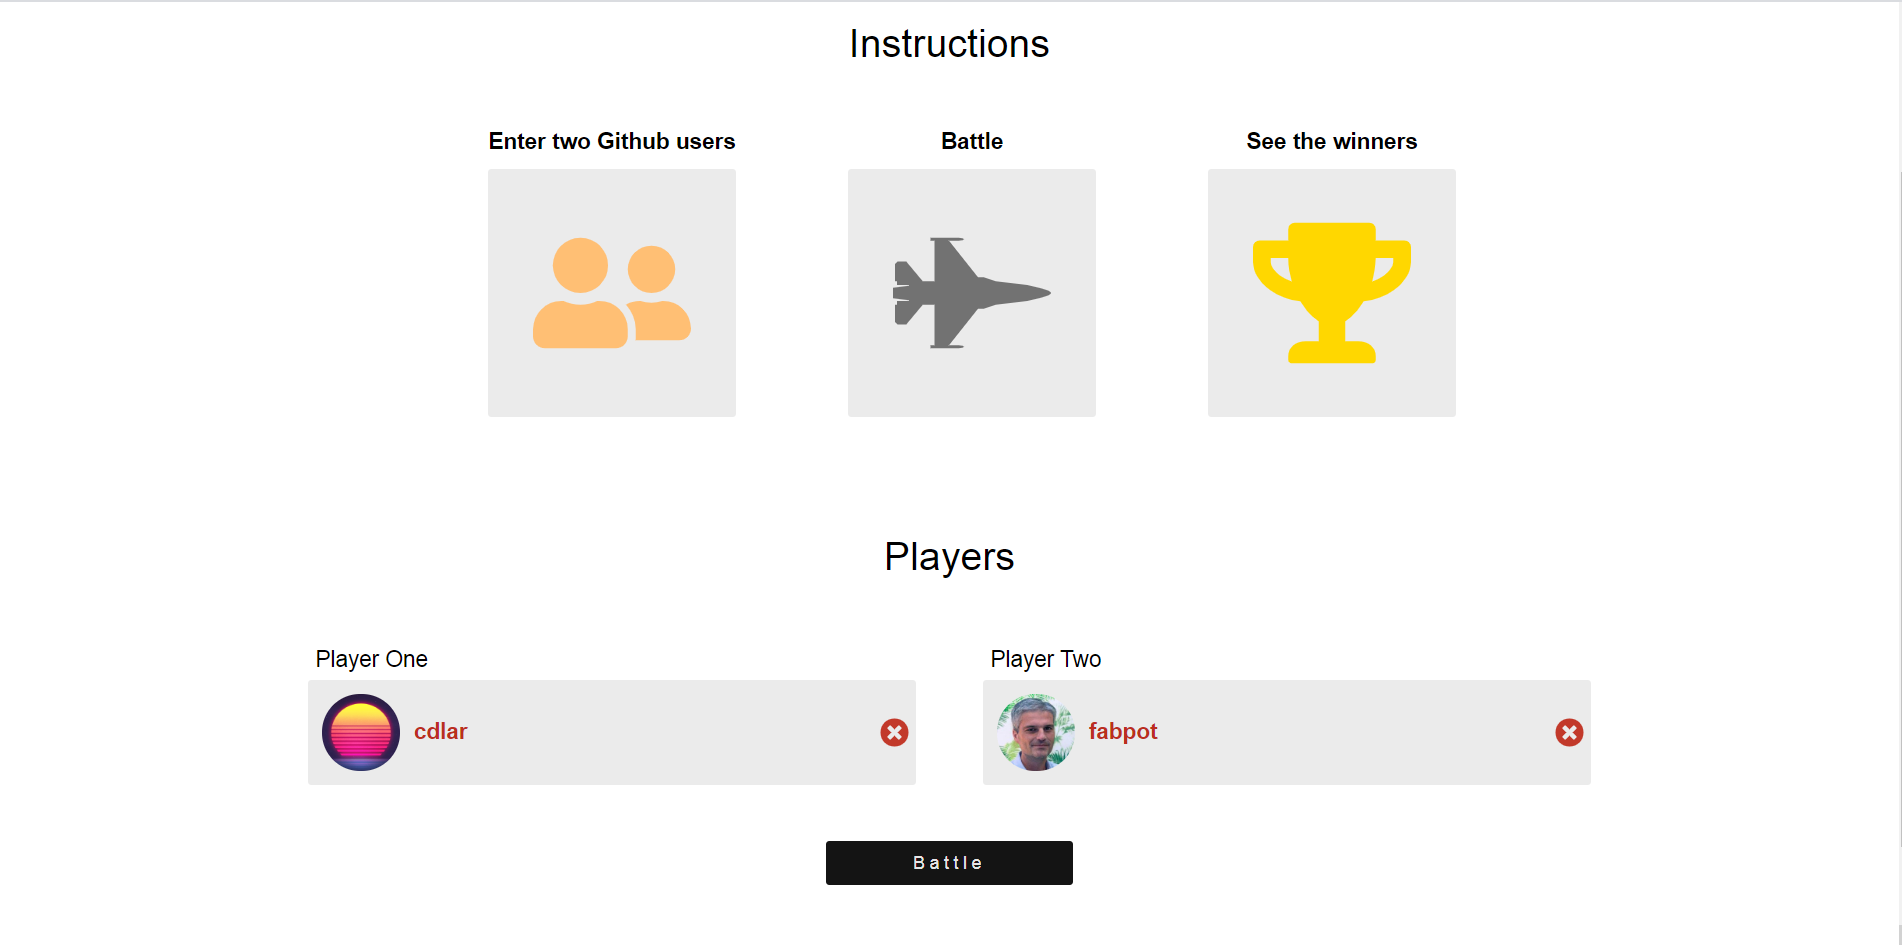 Instructions
Enter two Github users
Battle
See the winners
Players
Player One
Player Two
cdlar
fabpot
Battle